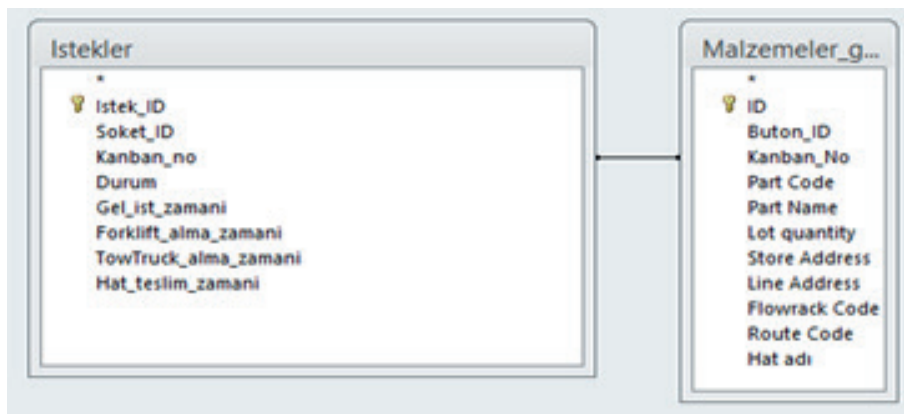 Istekler
*
Istek_ID
Soket_ID
Kanban_no
Durum
Gel_ist_zamani
Forklift_alma_zamani
TowTruck_alma_zamani
Hat_teslim_zamani
Malzemeler_g...
*
ID
Buton_ID
Kanban_No
Part Code
Part Name
Lot quantity
Store Address
Line Address
Flowrack Code
Route Code
Hat adı